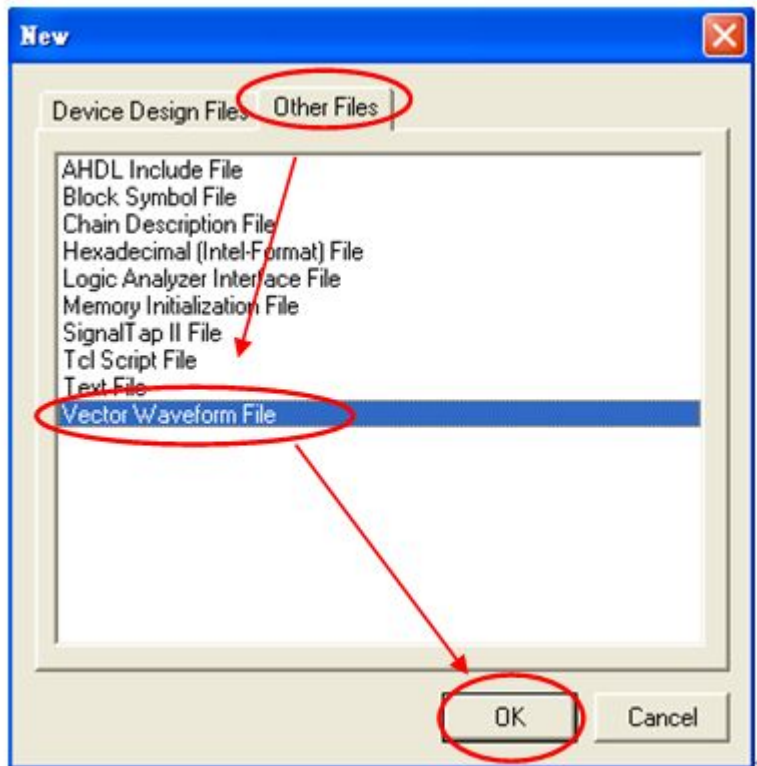 New
Device Design Files
Other Files
AHDL Include File
Block Symbol File
Chain Description File
Hexadecimal (Intel-Format) File
Logic Analyzer Interface File
Memory Initialization File
SignalTap II File
Tcl Script File
Text File
Vector Waveform File
OK
Cancel